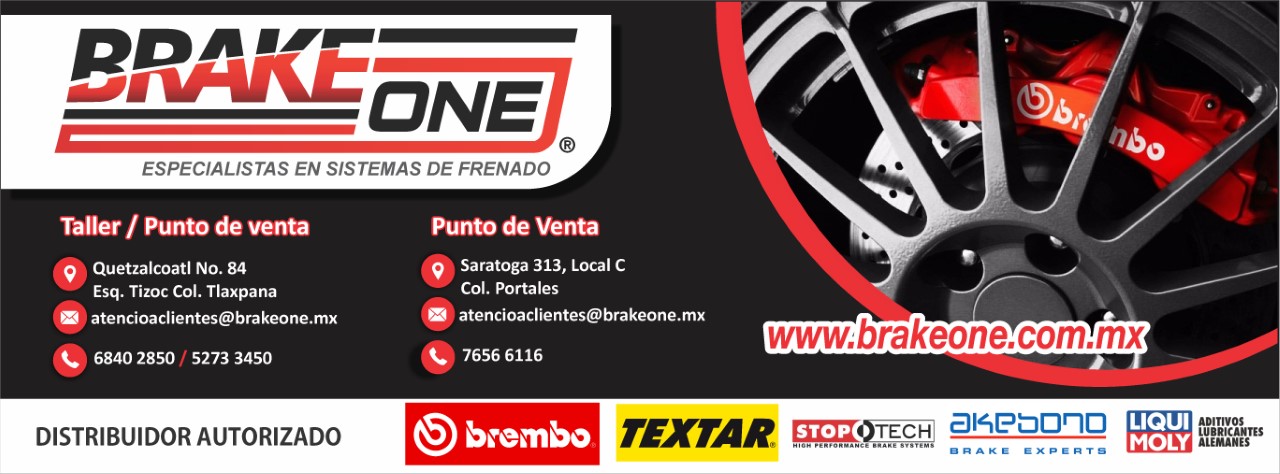 BRAKE
ONE®
ESPECIALISTAS EN SISTEMAS DE FRENADO
Taller / Punto de venta
Quetzalcoatl No. 84
Esq. Tizoc Col. Tlaxpana
atencioaclientes@brakeone.mx
6840 2850 / 5273 3450
Punto de Venta
Saratoga 313, Local C
Col. Portales
atencioaclientes@brakeone.mx
7656 6116
brembo
www.brakeone.com.mx
DISTRIBUIDOR AUTORIZADO
brembo®
TEXTAR®
STOPTECH
HIGH PERFORMANCE BRAKE SYSTEMS
akebono
BRAKE EXPERTS
LIQUI
MOLY
ADITIVOS
LUBRICANTES
ALEMANES